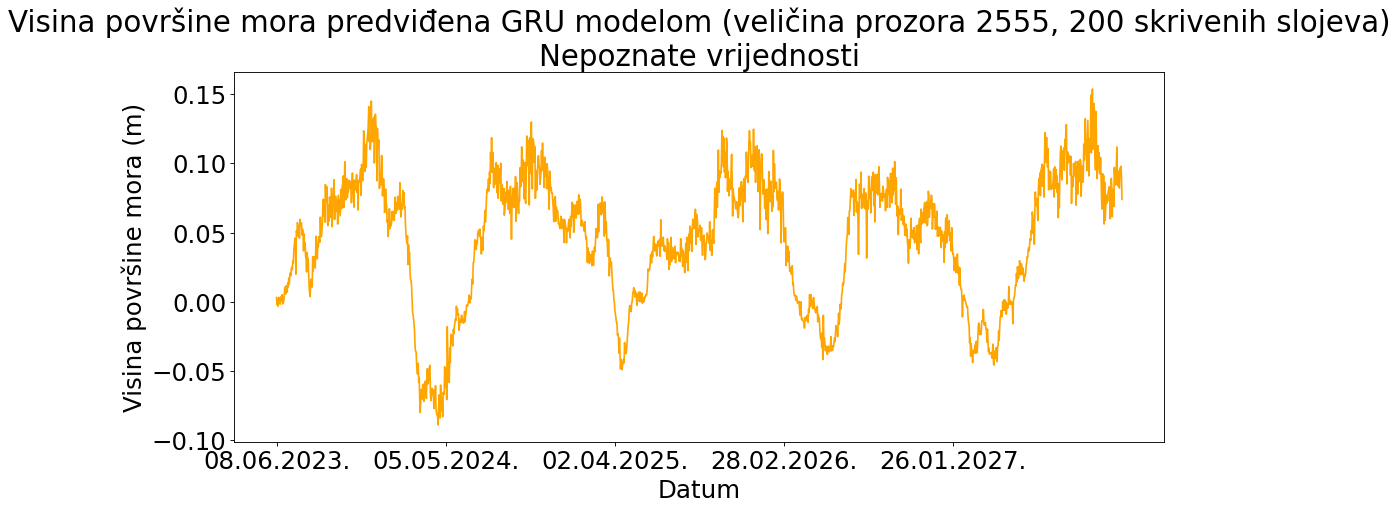 Visina površine mora predviđena GRU modelom (veličina prozora 2555, 200 skrivenih slojeva)
Nepoznate vrijednosti
Visina površine mora (m)
0.15
0.10
0.05
0.00
−0.05
−0.10
08.06.2023. 05.05.2024. 02.04.2025. 28.02.2026. 26.01.2027.
Datum